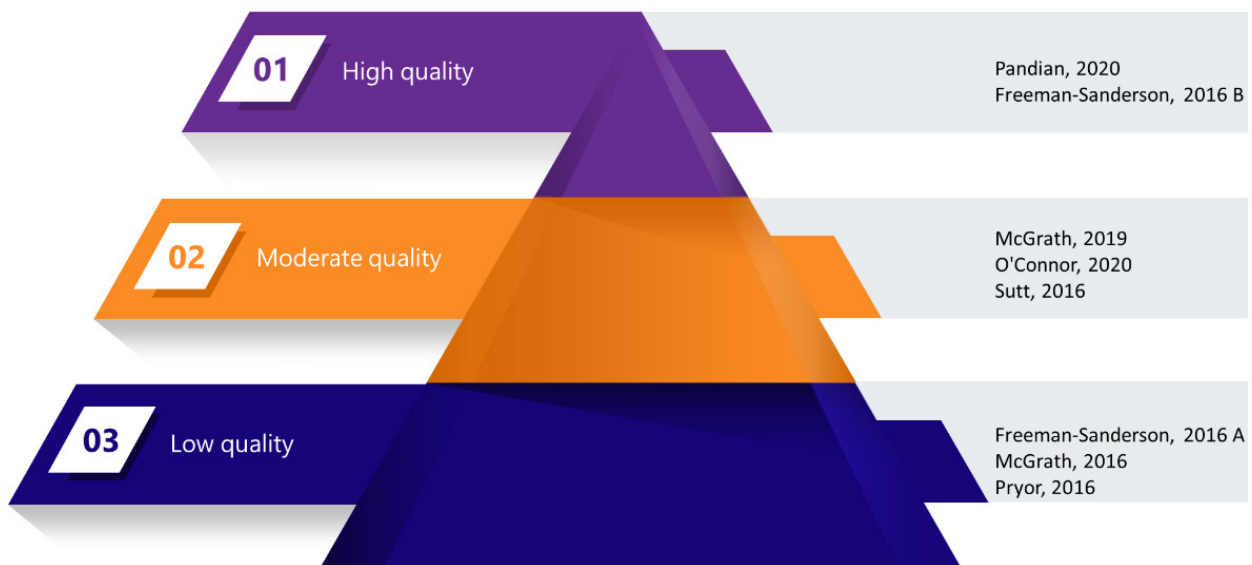 01
High quality
Pandian, 2020
Freeman-Sanderson, 2016 B
02
Moderate quality
McGrath, 2019
O'Connor, 2020
Sutt, 2016
03
Low quality
Freeman-Sanderson, 2016 A
McGrath, 2016
Pryor, 2016